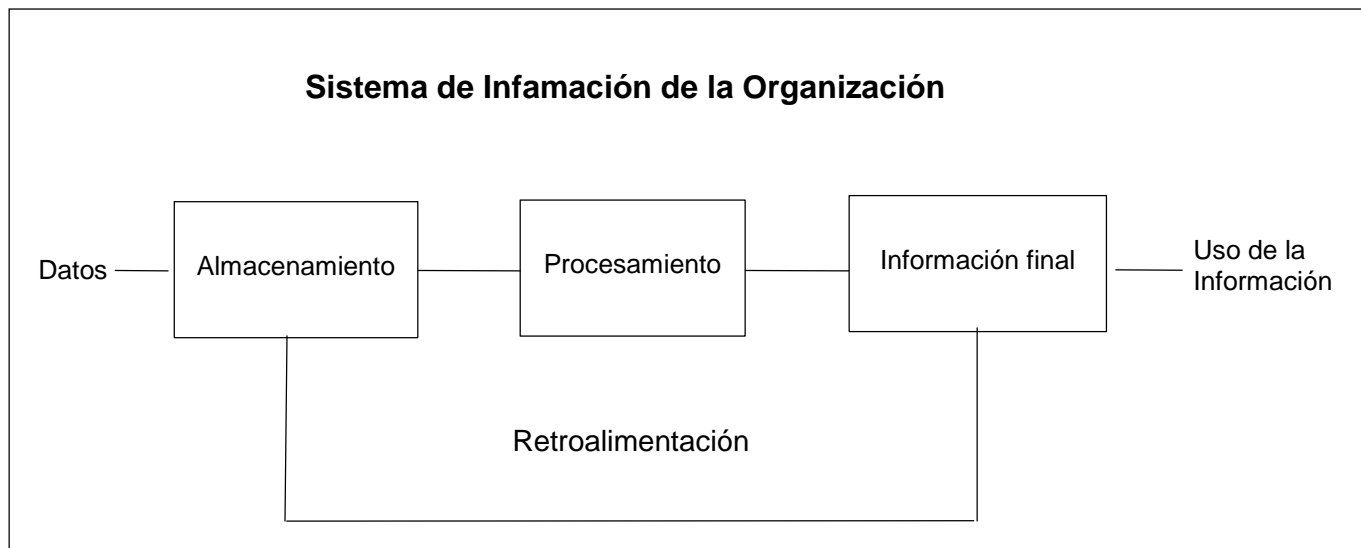 Sistema de Infamación de la Organización
Datos
Almacenamiento
Procesamiento
Información final
Uso de la
Información
Retroalimentación